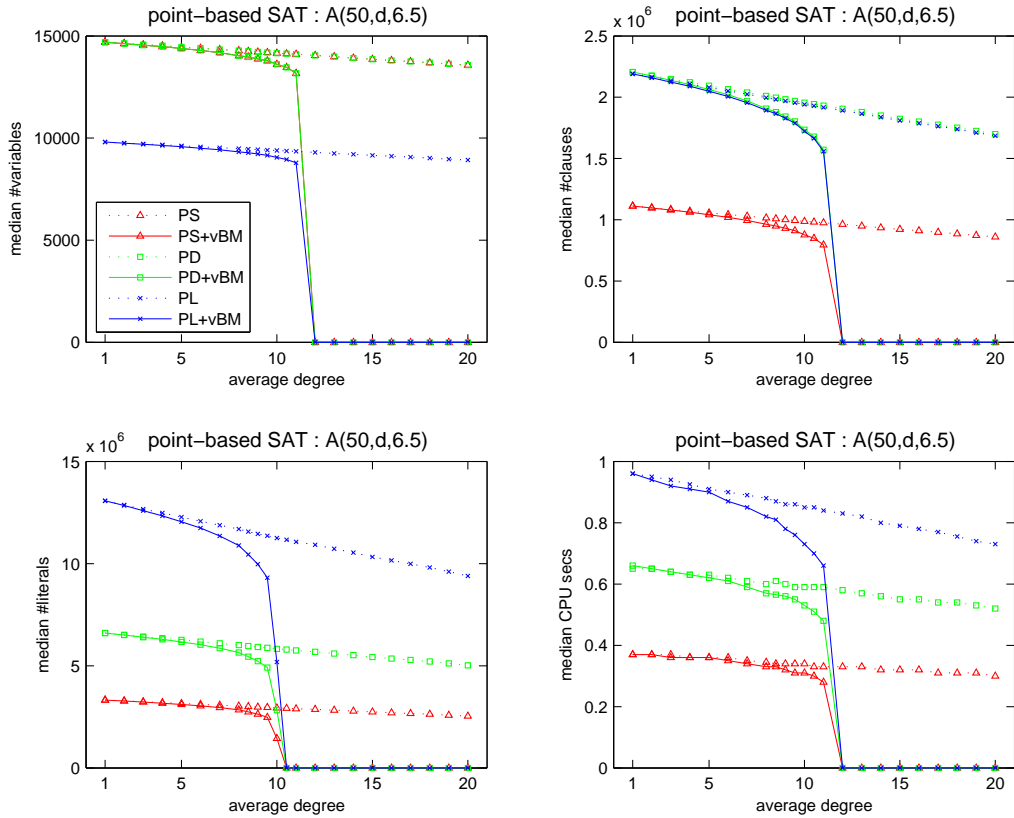 point−based SAT : A(50,d,6.5)
15000
10000
5000
0
median #variables
PS
PS+vBM
PD
PD+vBM
PL
PL+vBM
1 5 10 15 20
average degree
point−based SAT : A(50,d,6.5)
x 10^6
2.5
2
1.5
1
0.5
0
median #clauses
1 5 10 15 20
average degree
point−based SAT : A(50,d,6.5)
x 10^6
15
10
5
0
median #literals
1 5 10 15 20
average degree
point−based SAT : A(50,d,6.5)
1
0.8
0.6
0.4
0.2
0
median CPU secs
1 5 10 15 20
average degree